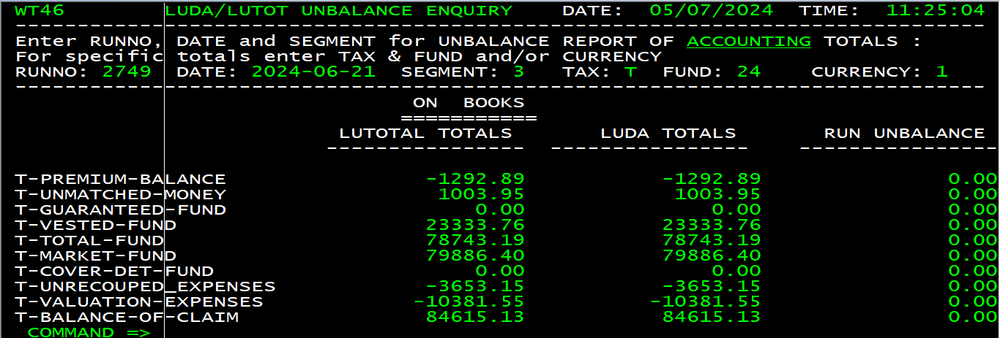 WT46 LUDA/LUTOT UNBALANCE ENQUIRY DATE: 05/07/2024 TIME: 11:25:04
------------------------------------------------------------------------------
Enter RUNNO, DATE and SEGMENT for UNBALANCE REPORT OF ACCOUNTING TOTALS :
For specific totals enter TAX & FUND and/or CURRENCY
RUNNO: 2749 DATE: 2024-06-21 SEGMENT: 3 TAX: T FUND: 24 CURRENCY: 1
------------------------------------------------------------------------------
ON BOOKS
===========
LUTOTAL TOTALS LUDA TOTALS RUN UNBALANCE
---------------- ---------------- ----------------
T-PREMIUM-BALANCE -1292.89 -1292.89 0.00
T-UNMATCHED-MONEY 1003.95 1003.95 0.00
T-GUARANTEED-FUND 0.00 0.00 0.00
T-VESTED-FUND 23333.76 23333.76 0.00
T-TOTAL-FUND 78743.19 78743.19 0.00
T-MARKET-FUND 79886.40 79886.40 0.00
T-COVER-DET-FUND 0.00 0.00 0.00
T-UNRECOUPED_EXPENSES -3653.15 -3653.15 0.00
T-VALUATION-EXPENSES -10381.55 -10381.55 0.00
T-BALANCE-OF-CLAIM 84615.13 84615.13 0.00
COMMAND =>